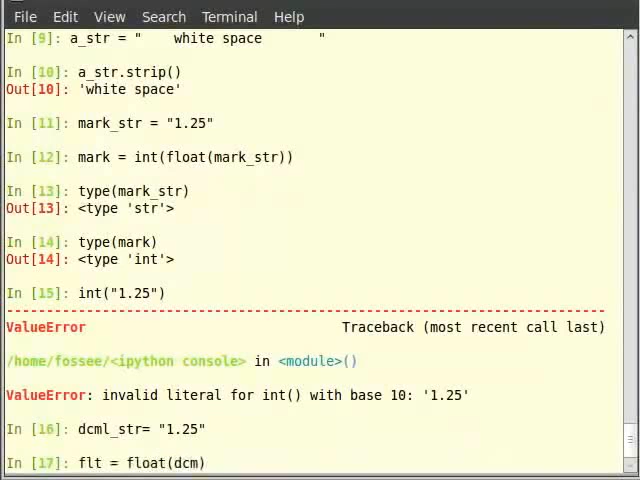 File Edit View Search Terminal Help
In [9]: a_str = "    white space       "
In [10]: a_str.strip()
Out[10]: 'white space'
In [11]: mark_str = "1.25"
In [12]: mark = int(float(mark_str))
In [13]: type(mark_str)
Out[13]: <type 'str'>
In [14]: type(mark)
Out[14]: <type 'int'>
In [15]: int("1.25")
---------------------------------------------------------------------------
ValueError                                Traceback (most recent call last)
/home/fossee/<ipython console> in <module>()
ValueError: invalid literal for int() with base 10: '1.25'
In [16]: dcml_str= "1.25"
In [17]: flt = float(dcm)